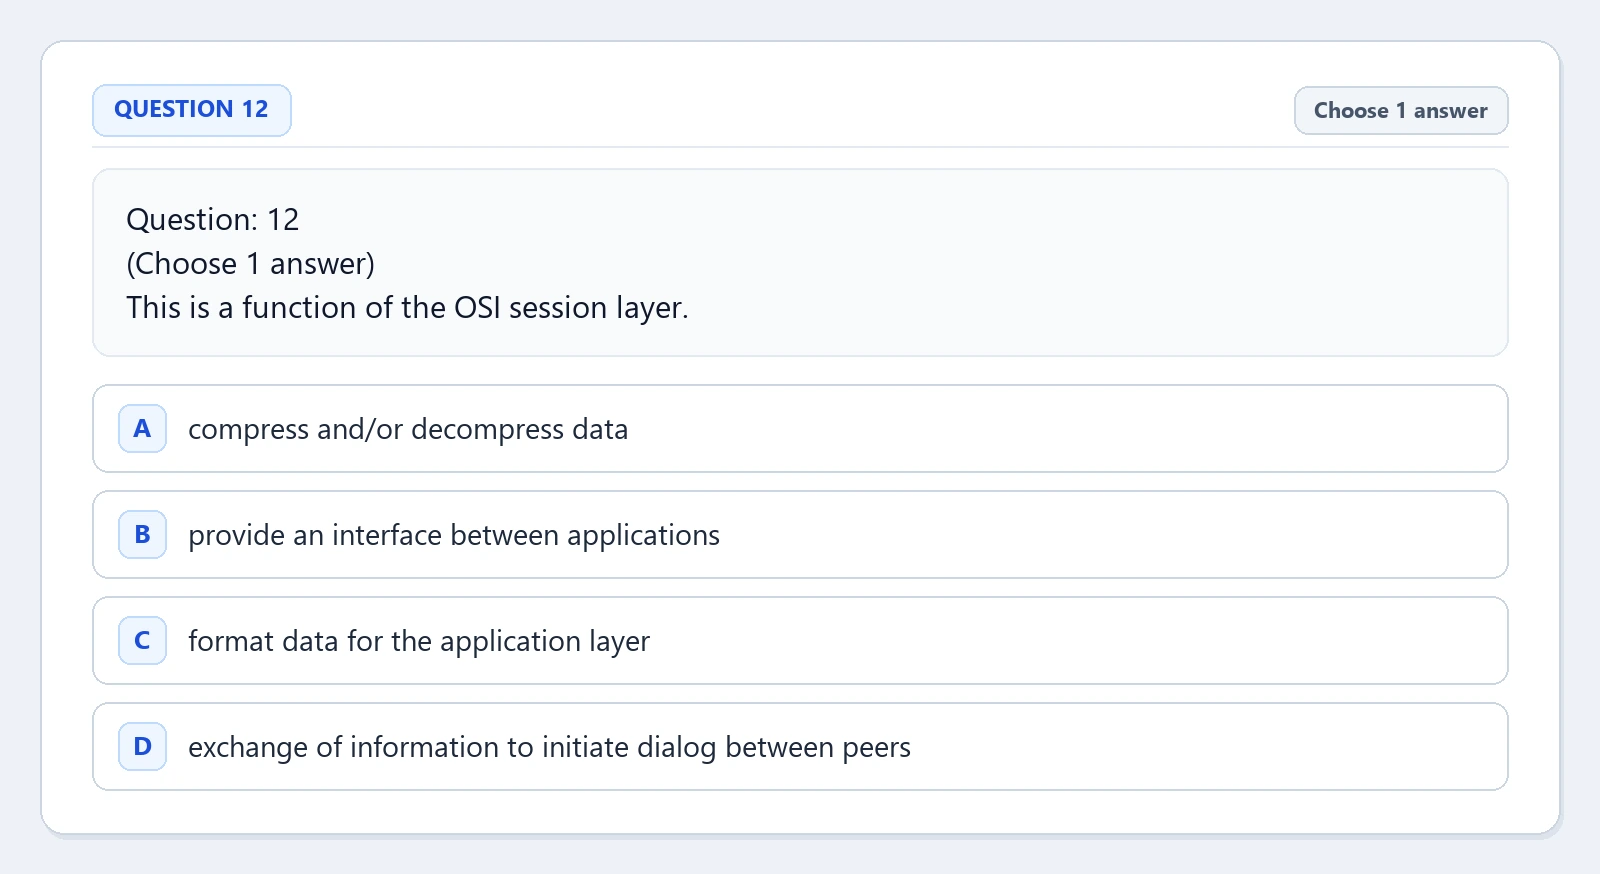 QUESTION 12
Choose 1 answer
Question: 12
(Choose 1 answer)
This is a function of the OSI session layer.
A compress and/or decompress data
B provide an interface between applications
C format data for the application layer
D exchange of information to initiate dialog between peers